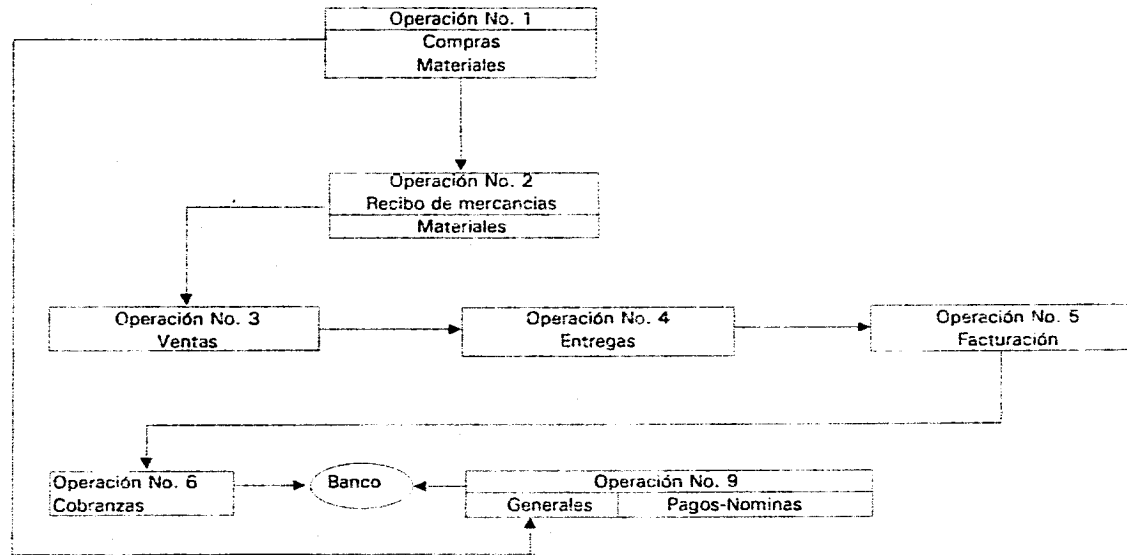 Operación No. 1
Compras
Materiales
Operación No. 2
Recibo de mercancias
Materiales
Operación No. 3
Ventas
Operación No. 4
Entregas
Operación No. 5
Facturación
Operación No. 6
Cobranzas
Banco
Operación No. 9
Generales
Pagos-Nominas